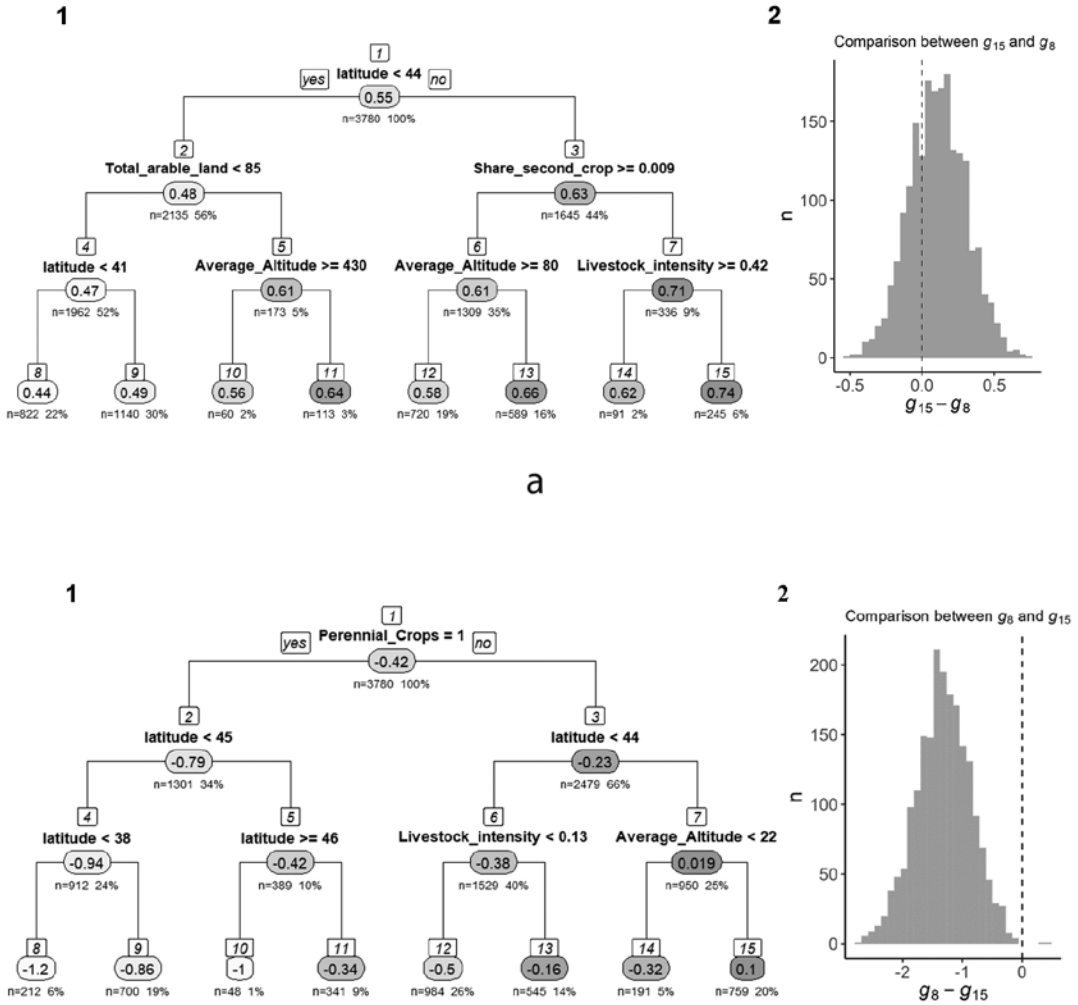 1
1
yes
latitude < 44
no
0.55
n=3780 100%
2
Total_arable_land < 85
0.48
n=2135 56%
3
Share_second_crop >= 0.009
0.63
n=1645 44%
4
latitude < 41
0.47
n=1962 52%
5
Average_Altitude >= 430
0.61
n=173 5%
6
Average_Altitude >= 80
0.61
n=1309 35%
7
Livestock_intensity >= 0.42
0.71
n=336 9%
8
0.44
n=822 22%
9
0.49
n=1140 30%
10
0.56
n=60 2%
11
0.64
n=113 3%
12
0.58
n=720 19%
13
0.66
n=589 16%
14
0.62
n=91 2%
15
0.74
n=245 6%
2
Comparison between g15 and g8
n
150
100
50
0
-0.5 0.0 0.5
g15 – g8
a
1
1
yes
Perennial_Crops = 1
no
-0.42
n=3780 100%
2
latitude < 45
-0.79
n=1301 34%
3
latitude < 44
-0.23
n=2479 66%
4
latitude < 38
-0.94
n=912 24%
5
latitude >= 46
-0.42
n=389 10%
6
Livestock_intensity < 0.13
-0.38
n=1529 40%
7
Average_Altitude < 22
0.019
n=950 25%
8
-1.2
n=212 6%
9
-0.86
n=700 19%
10
-1
n=48 1%
11
-0.34
n=341 9%
12
-0.5
n=984 26%
13
-0.16
n=545 14%
14
-0.32
n=191 5%
15
0.1
n=759 20%
2
Comparison between g8 and g15
n
200
150
100
50
0
-2 -1 0
g8 – g15